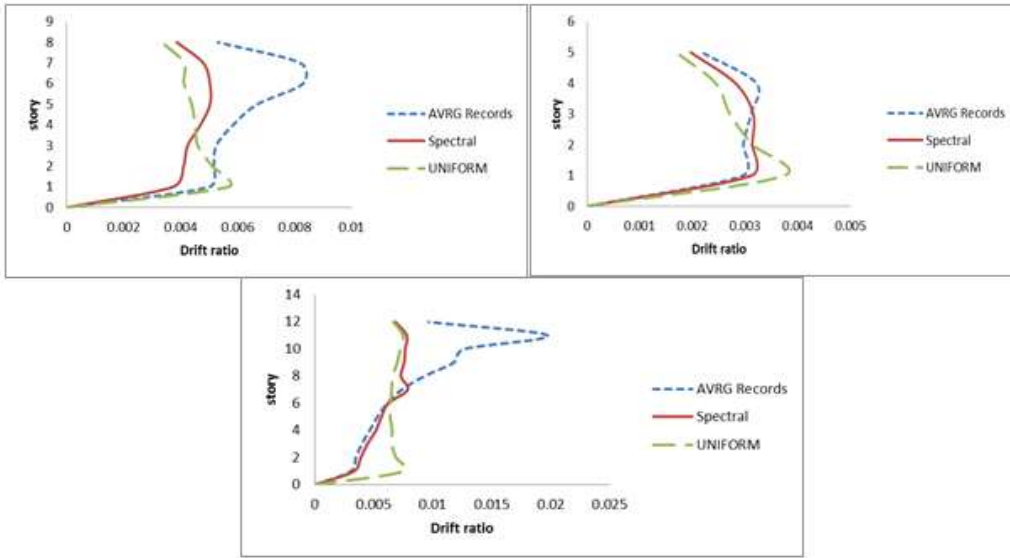 9
8
7
6
5
4
3
2
1
0
story
0 0.002 0.004 0.006 0.008 0.01
Drift ratio
AVRG Records
Spectral
UNIFORM
6
5
4
3
2
1
0
story
0 0.001 0.002 0.003 0.004 0.005
Drift ratio
AVRG Records
Spectral
UNIFORM
14
12
10
8
6
4
2
0
story
0 0.005 0.01 0.015 0.02 0.025
Drift ratio
AVRG Records
Spectral
UNIFORM